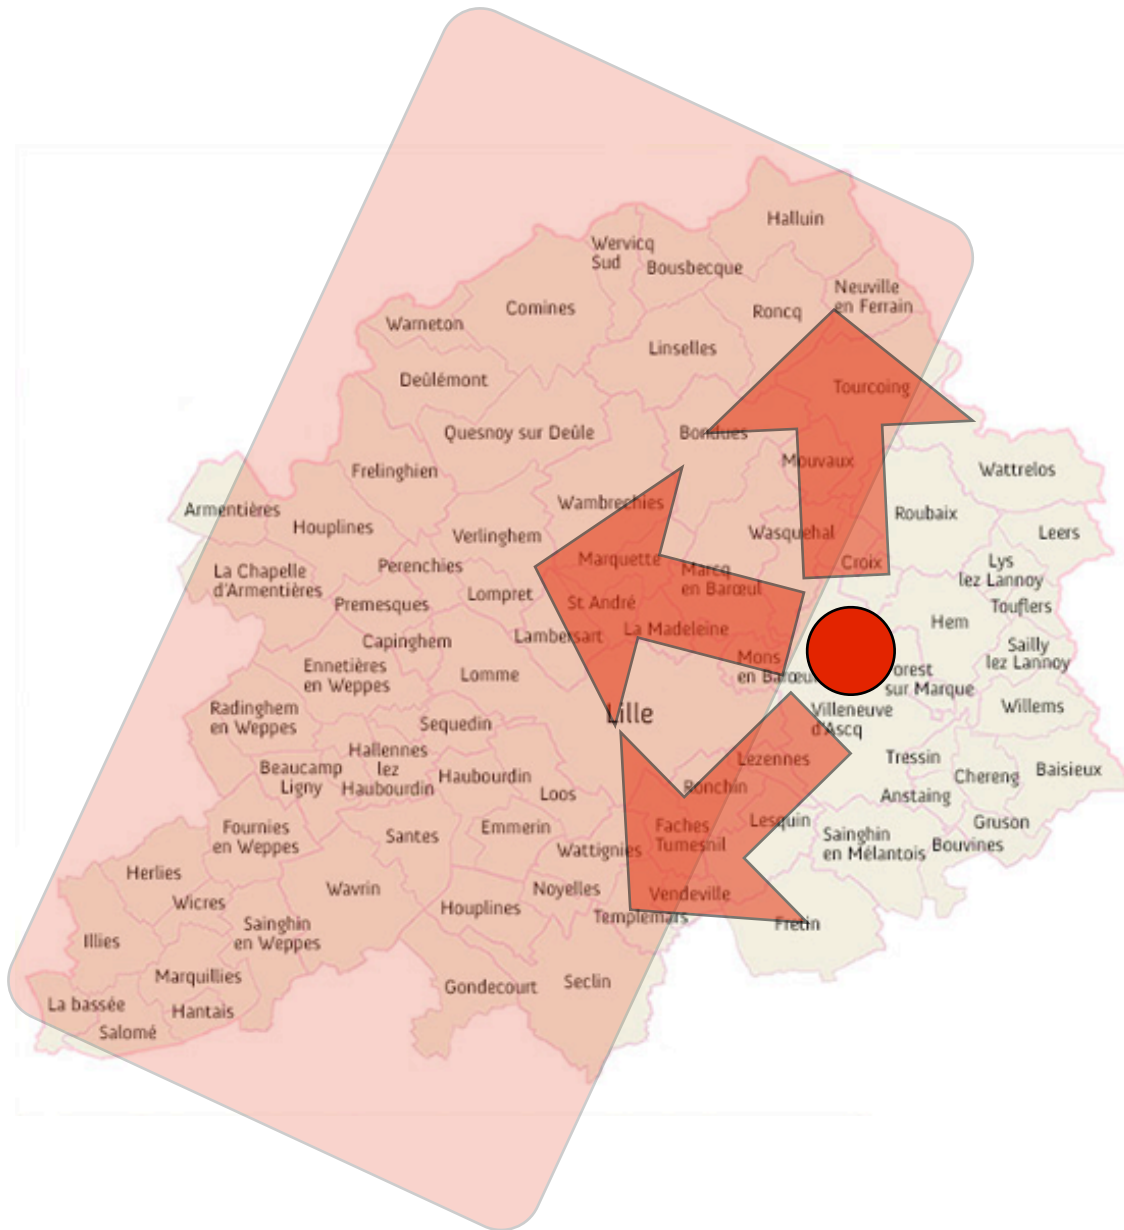 Halluin
Wervicq
Sud
Bousbecque
Neuville
en Ferrain
Comines
Roncq
Warneton
Linselles
Deûlémont
Tourcoing
Quesnoy sur Deûle
Bondues
Mouvaux
Frelinghien
Wattrelos
Wambrechies
Armentières
Roubaix
Houplines
Verlinghem
Wasquehal
Leers
Marquette
Croix
Perenchies
La Chapelle
d'Armentières
Marcq
en Barœul
Lys
lez Lannoy
Lompret
Premesques
St André
Touflers
Hem
Lambersart
La Madeleine
Capinghem
Sailly
lez Lannoy
Ennetières
en Weppes
Lomme
Mons
en Barœul
orest
sur Marque
Willems
Radinghem
en Weppes
Lille
Villeneuve
d'Ascq
Sequedin
Hallennes
lez
Haubourdin
Lezennes
Tressin
Beaucamp
Ligny
Haubourdin
Chereng
Baisieux
Ronchin
Loos
Anstaing
Fournies
en Weppes
Santes
Emmerin
Faches
Tumesnil
Lesquin
Gruson
Sainghin
en Mélantois
Bouvines
Wattignies
Herlies
Wavrin
Noyelles
Vendeville
Wicres
Houplines
Templemars
Fretin
Sainghin
en Weppes
Illies
Marquillies
Gondecourt
Seclin
La bassée
Hantais
Salomé